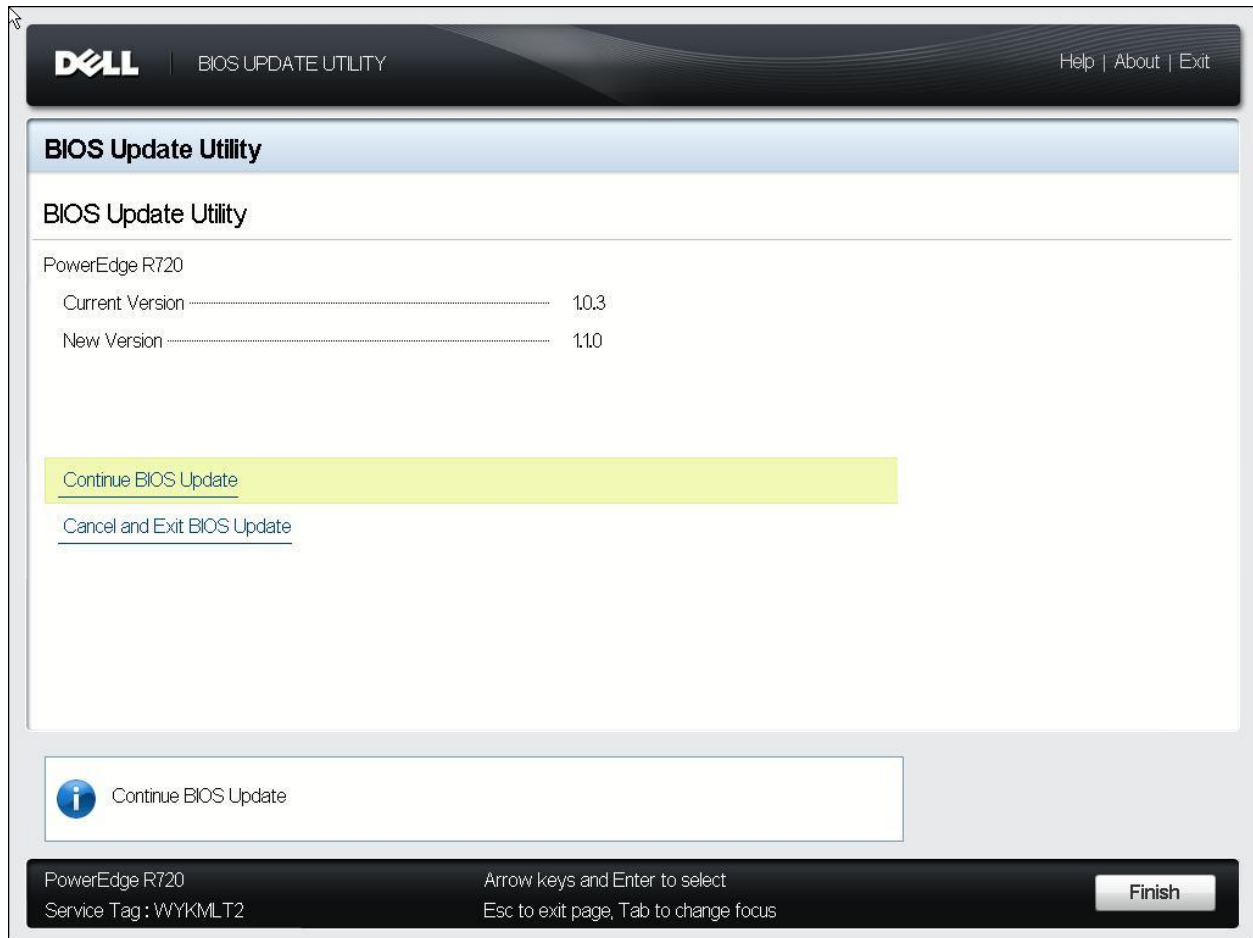 DELL BIOS UPDATE UTILITY Help | About | Exit
BIOS Update Utility
BIOS Update Utility
PowerEdge R720
Current Version 1.0.3
New Version 1.1.0
Continue BIOS Update
Cancel and Exit BIOS Update
Continue BIOS Update
PowerEdge R720 Arrow keys and Enter to select
Service Tag : WYKMLT2 Esc to exit page, Tab to change focus
Finish